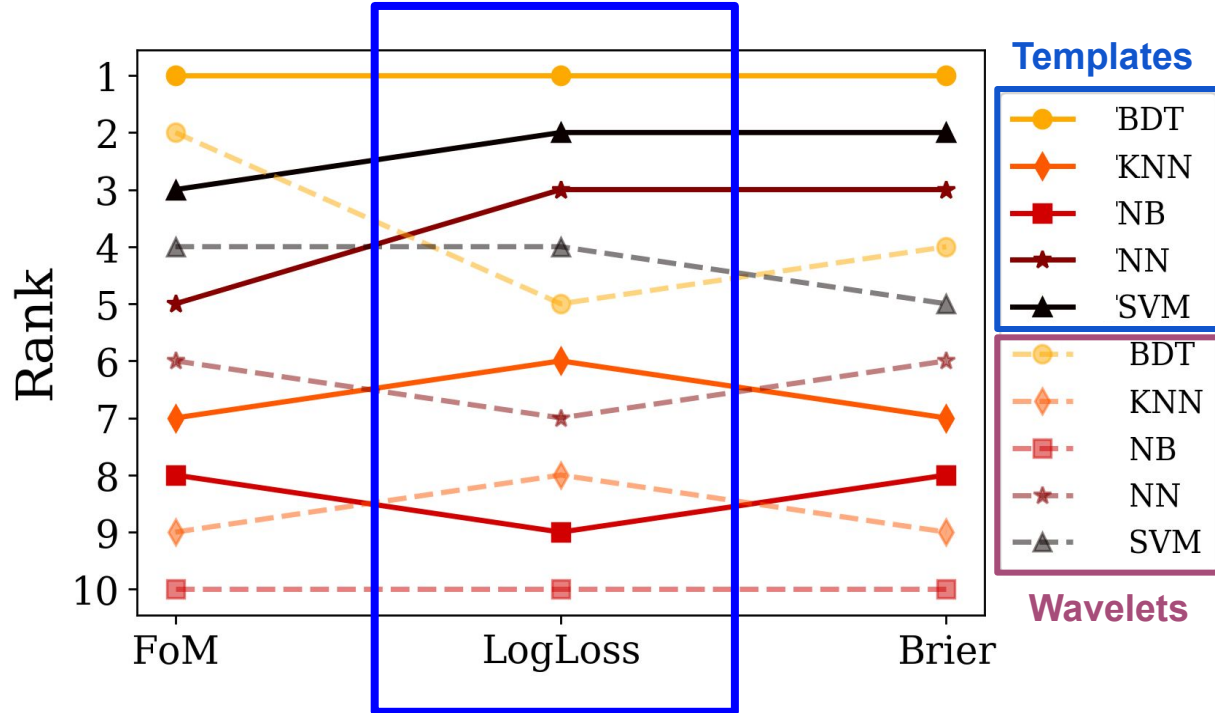 Templates
1
2
3
4
5
6
7
8
9
10
Rank
FoM
LogLoss
Brier
BDT
KNN
NB
NN
SVM
BDT
KNN
NB
NN
SVM
Wavelets